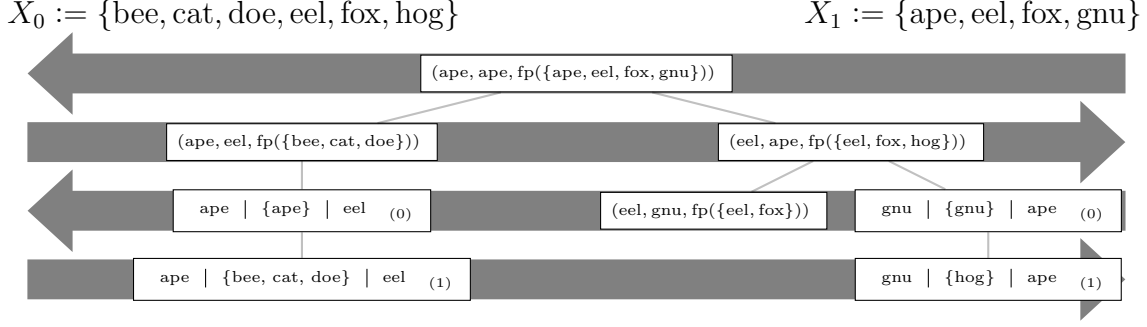 X₀ := {bee, cat, doe, eel, fox, hog} X₁ := {ape, eel, fox, gnu}
(ape, ape, fp({ape, eel, fox, gnu}))
(ape, eel, fp({bee, cat, doe})) (eel, ape, fp({eel, fox, hog}))
ape | {ape} | eel (0) (eel, gnu, fp({eel, fox})) gnu | {gnu} | ape (0)
ape | {bee, cat, doe} | eel (1) gnu | {hog} | ape (1)